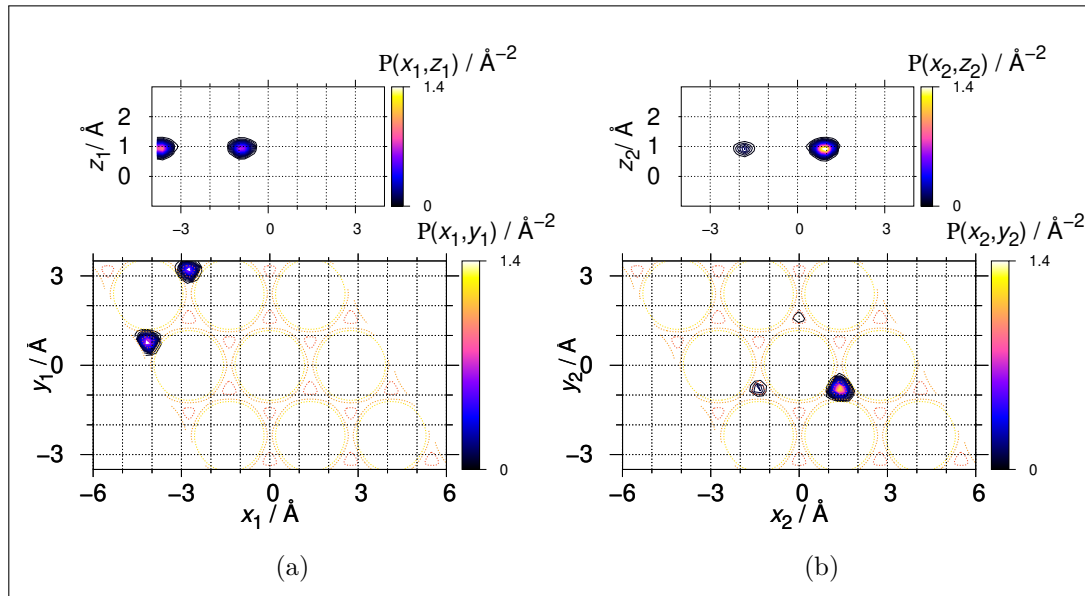 P(x₁,z₁) / Å⁻²
1.4
0
z₁/ Å
2
1
0
−3 0 3
P(x₁,y₁) / Å⁻²
1.4
0
y₁/ Å
3
0
−3
−6 −3 0 3 6
x₁ / Å
(a)
P(x₂,z₂) / Å⁻²
1.4
0
z₂/ Å
2
1
0
−3 0 3
P(x₂,y₂) / Å⁻²
1.4
0
y₂/ Å
3
0
−3
−6 −3 0 3 6
x₂ / Å
(b)